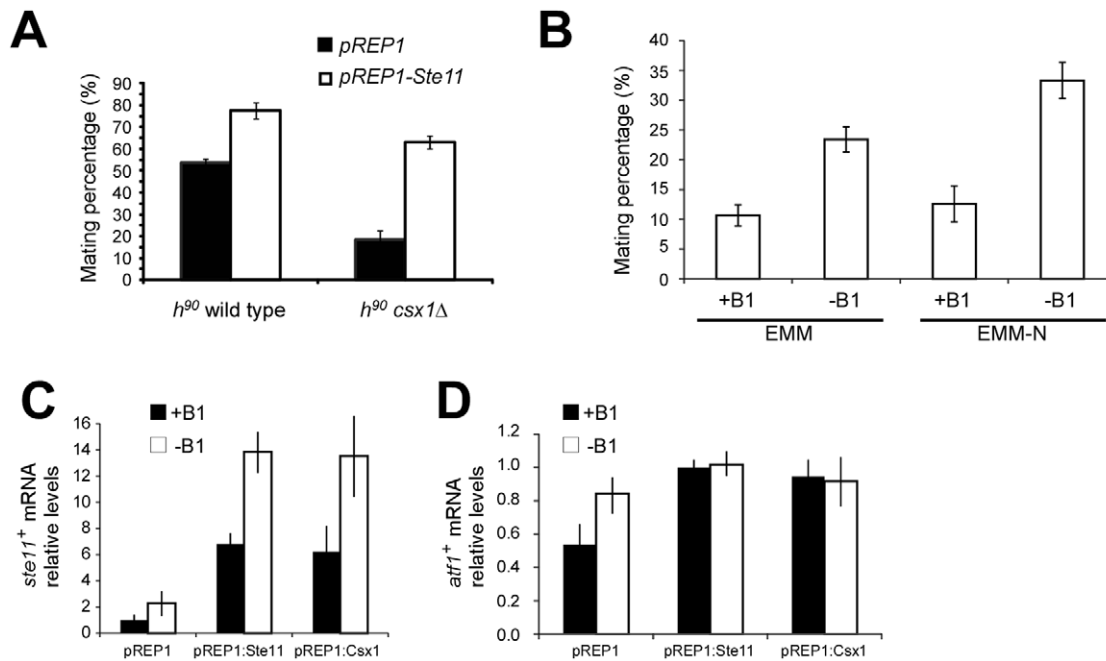 A
pREP1
pREP1-Ste11
Mating percentage (%)
90
80
70
60
50
40
30
20
10
0
h⁹⁰ wild type
h⁹⁰ csx1Δ
B
Mating percentage (%)
40
35
30
25
20
15
10
5
0
+B1 -B1 +B1 -B1
EMM EMM-N
C
+B1
-B1
ste11⁺ mRNA
relative levels
16
14
12
10
8
6
4
2
0
pREP1 pREP1:Ste11 pREP1:Csx1
D
+B1
-B1
atf1⁺ mRNA
relative levels
1.2
1.0
0.8
0.6
0.4
0.2
0.0
pREP1 pREP1:Ste11 pREP1:Csx1